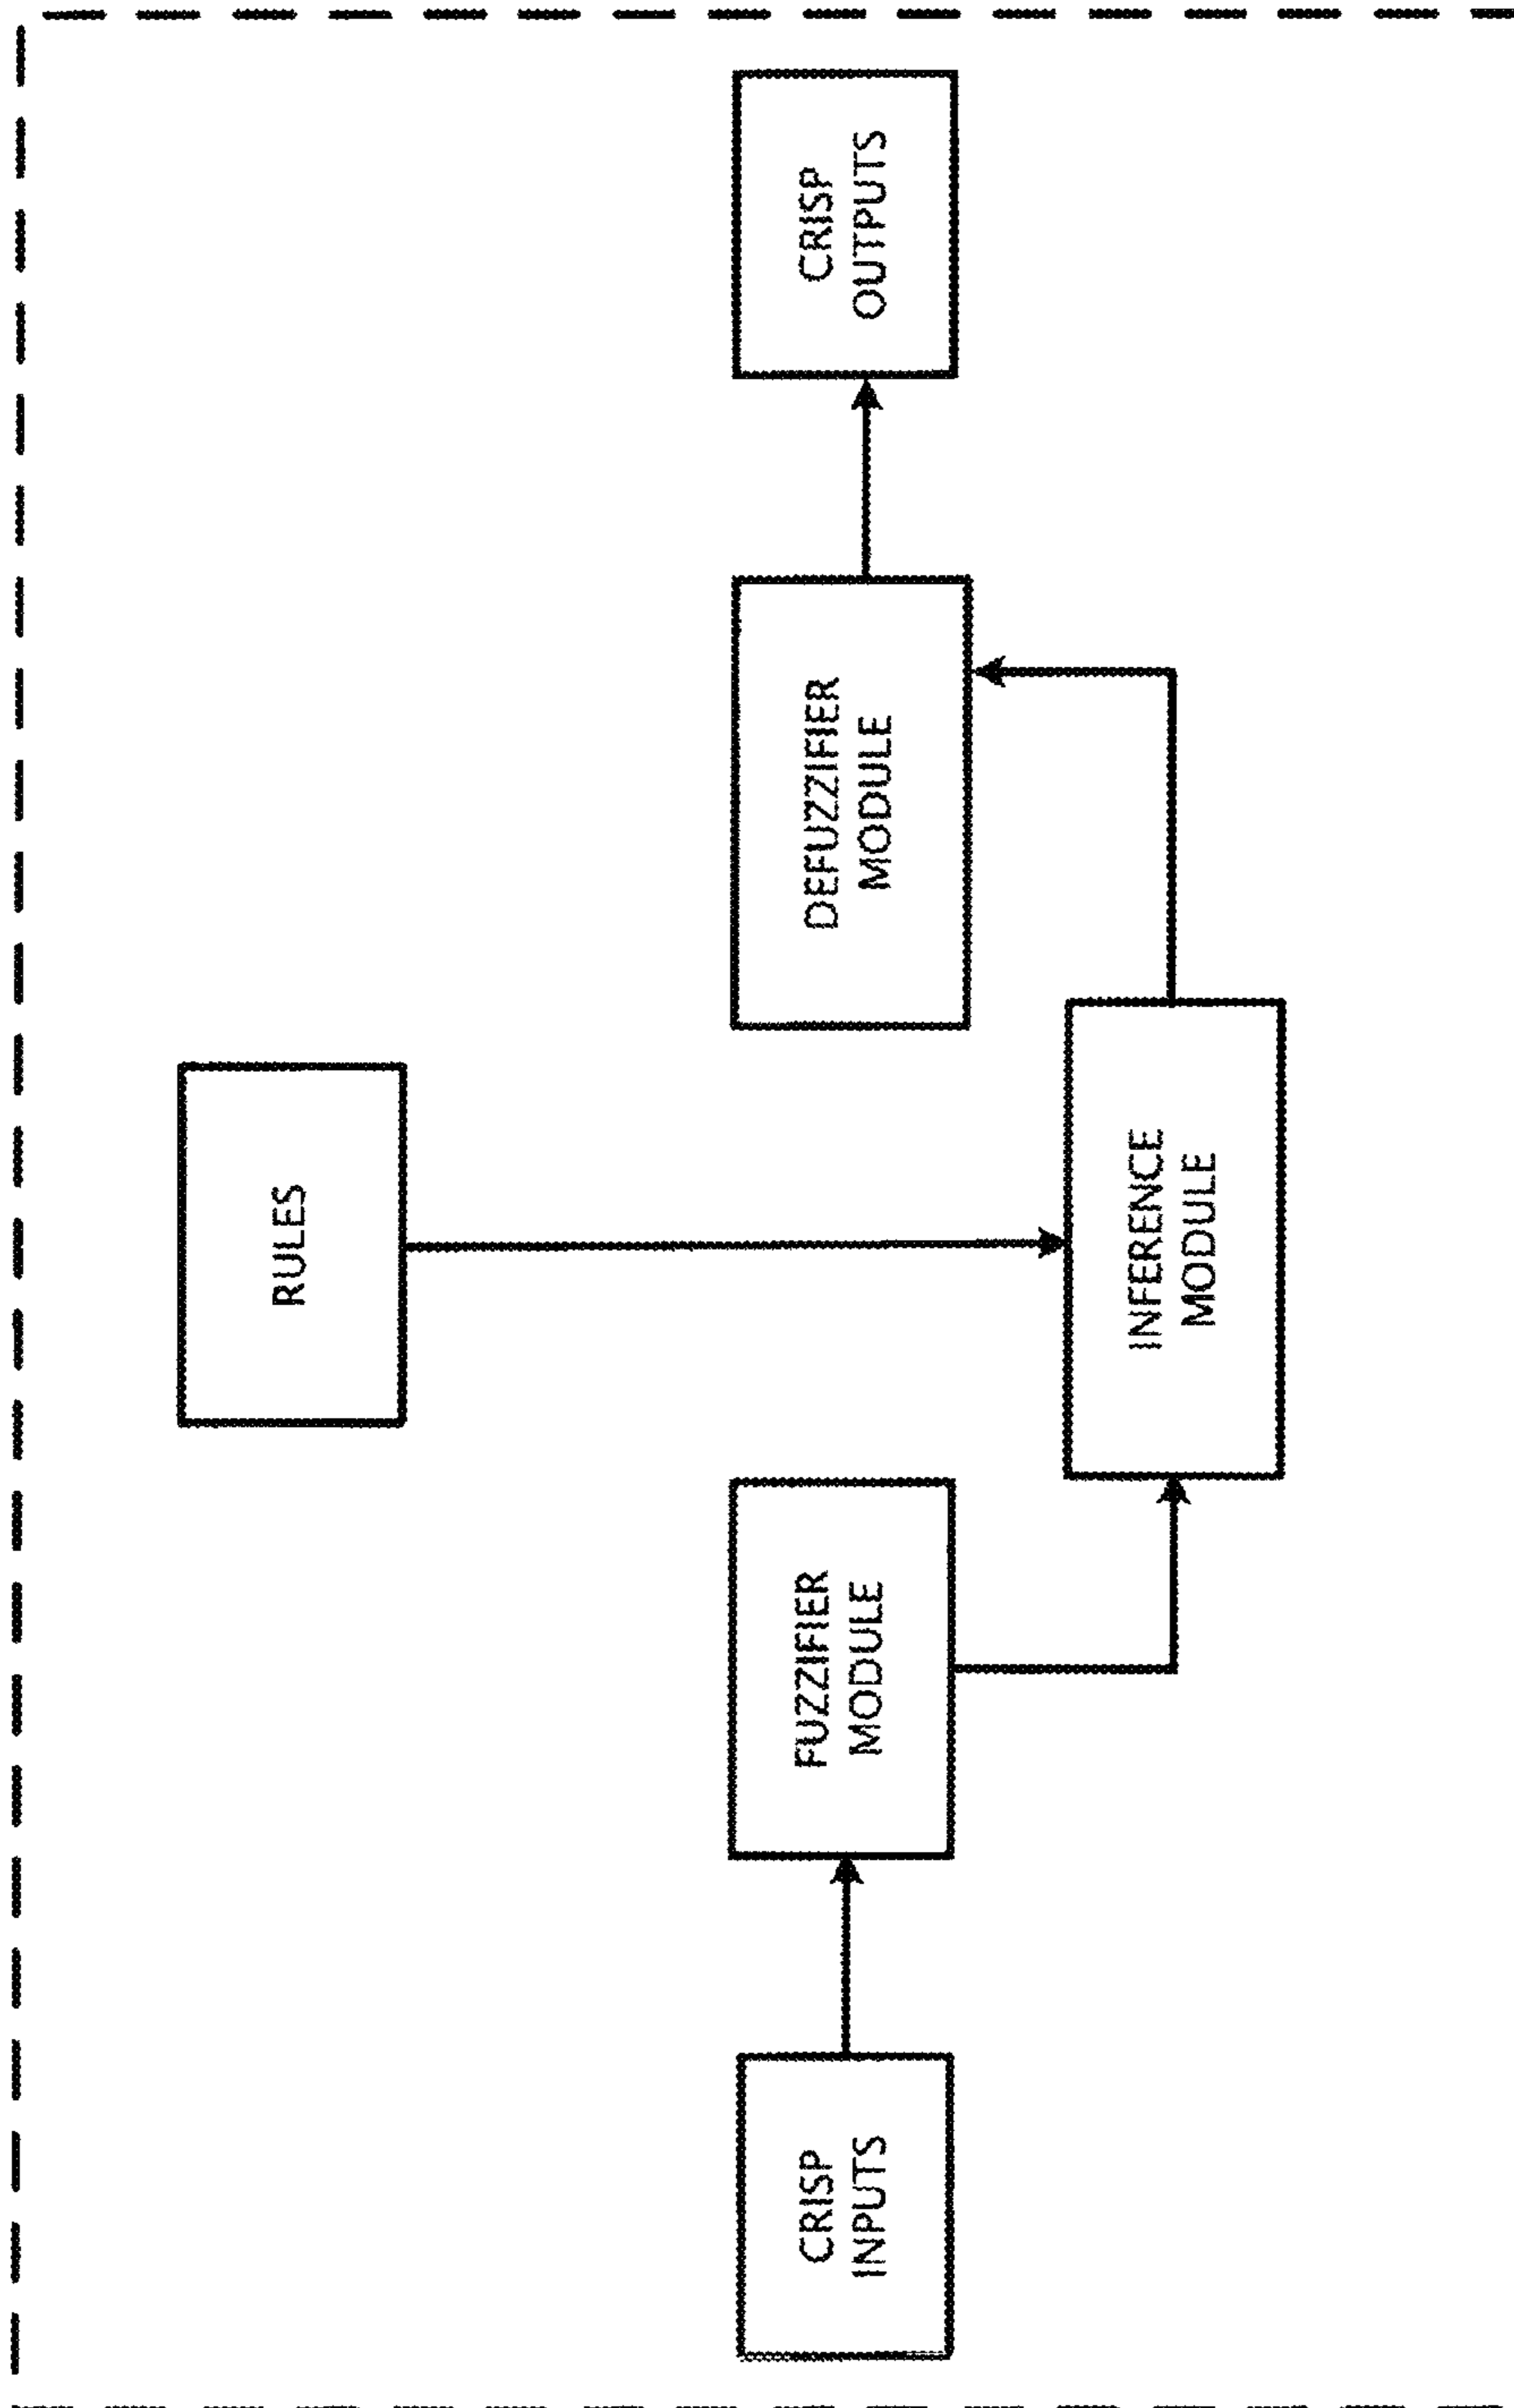 RULES
CRISP
INPUTS
FUZZIFIER
MODULE
INFERENCE
MODULE
DEFUZZIFIER
MODULE
CRISP
OUTPUTS